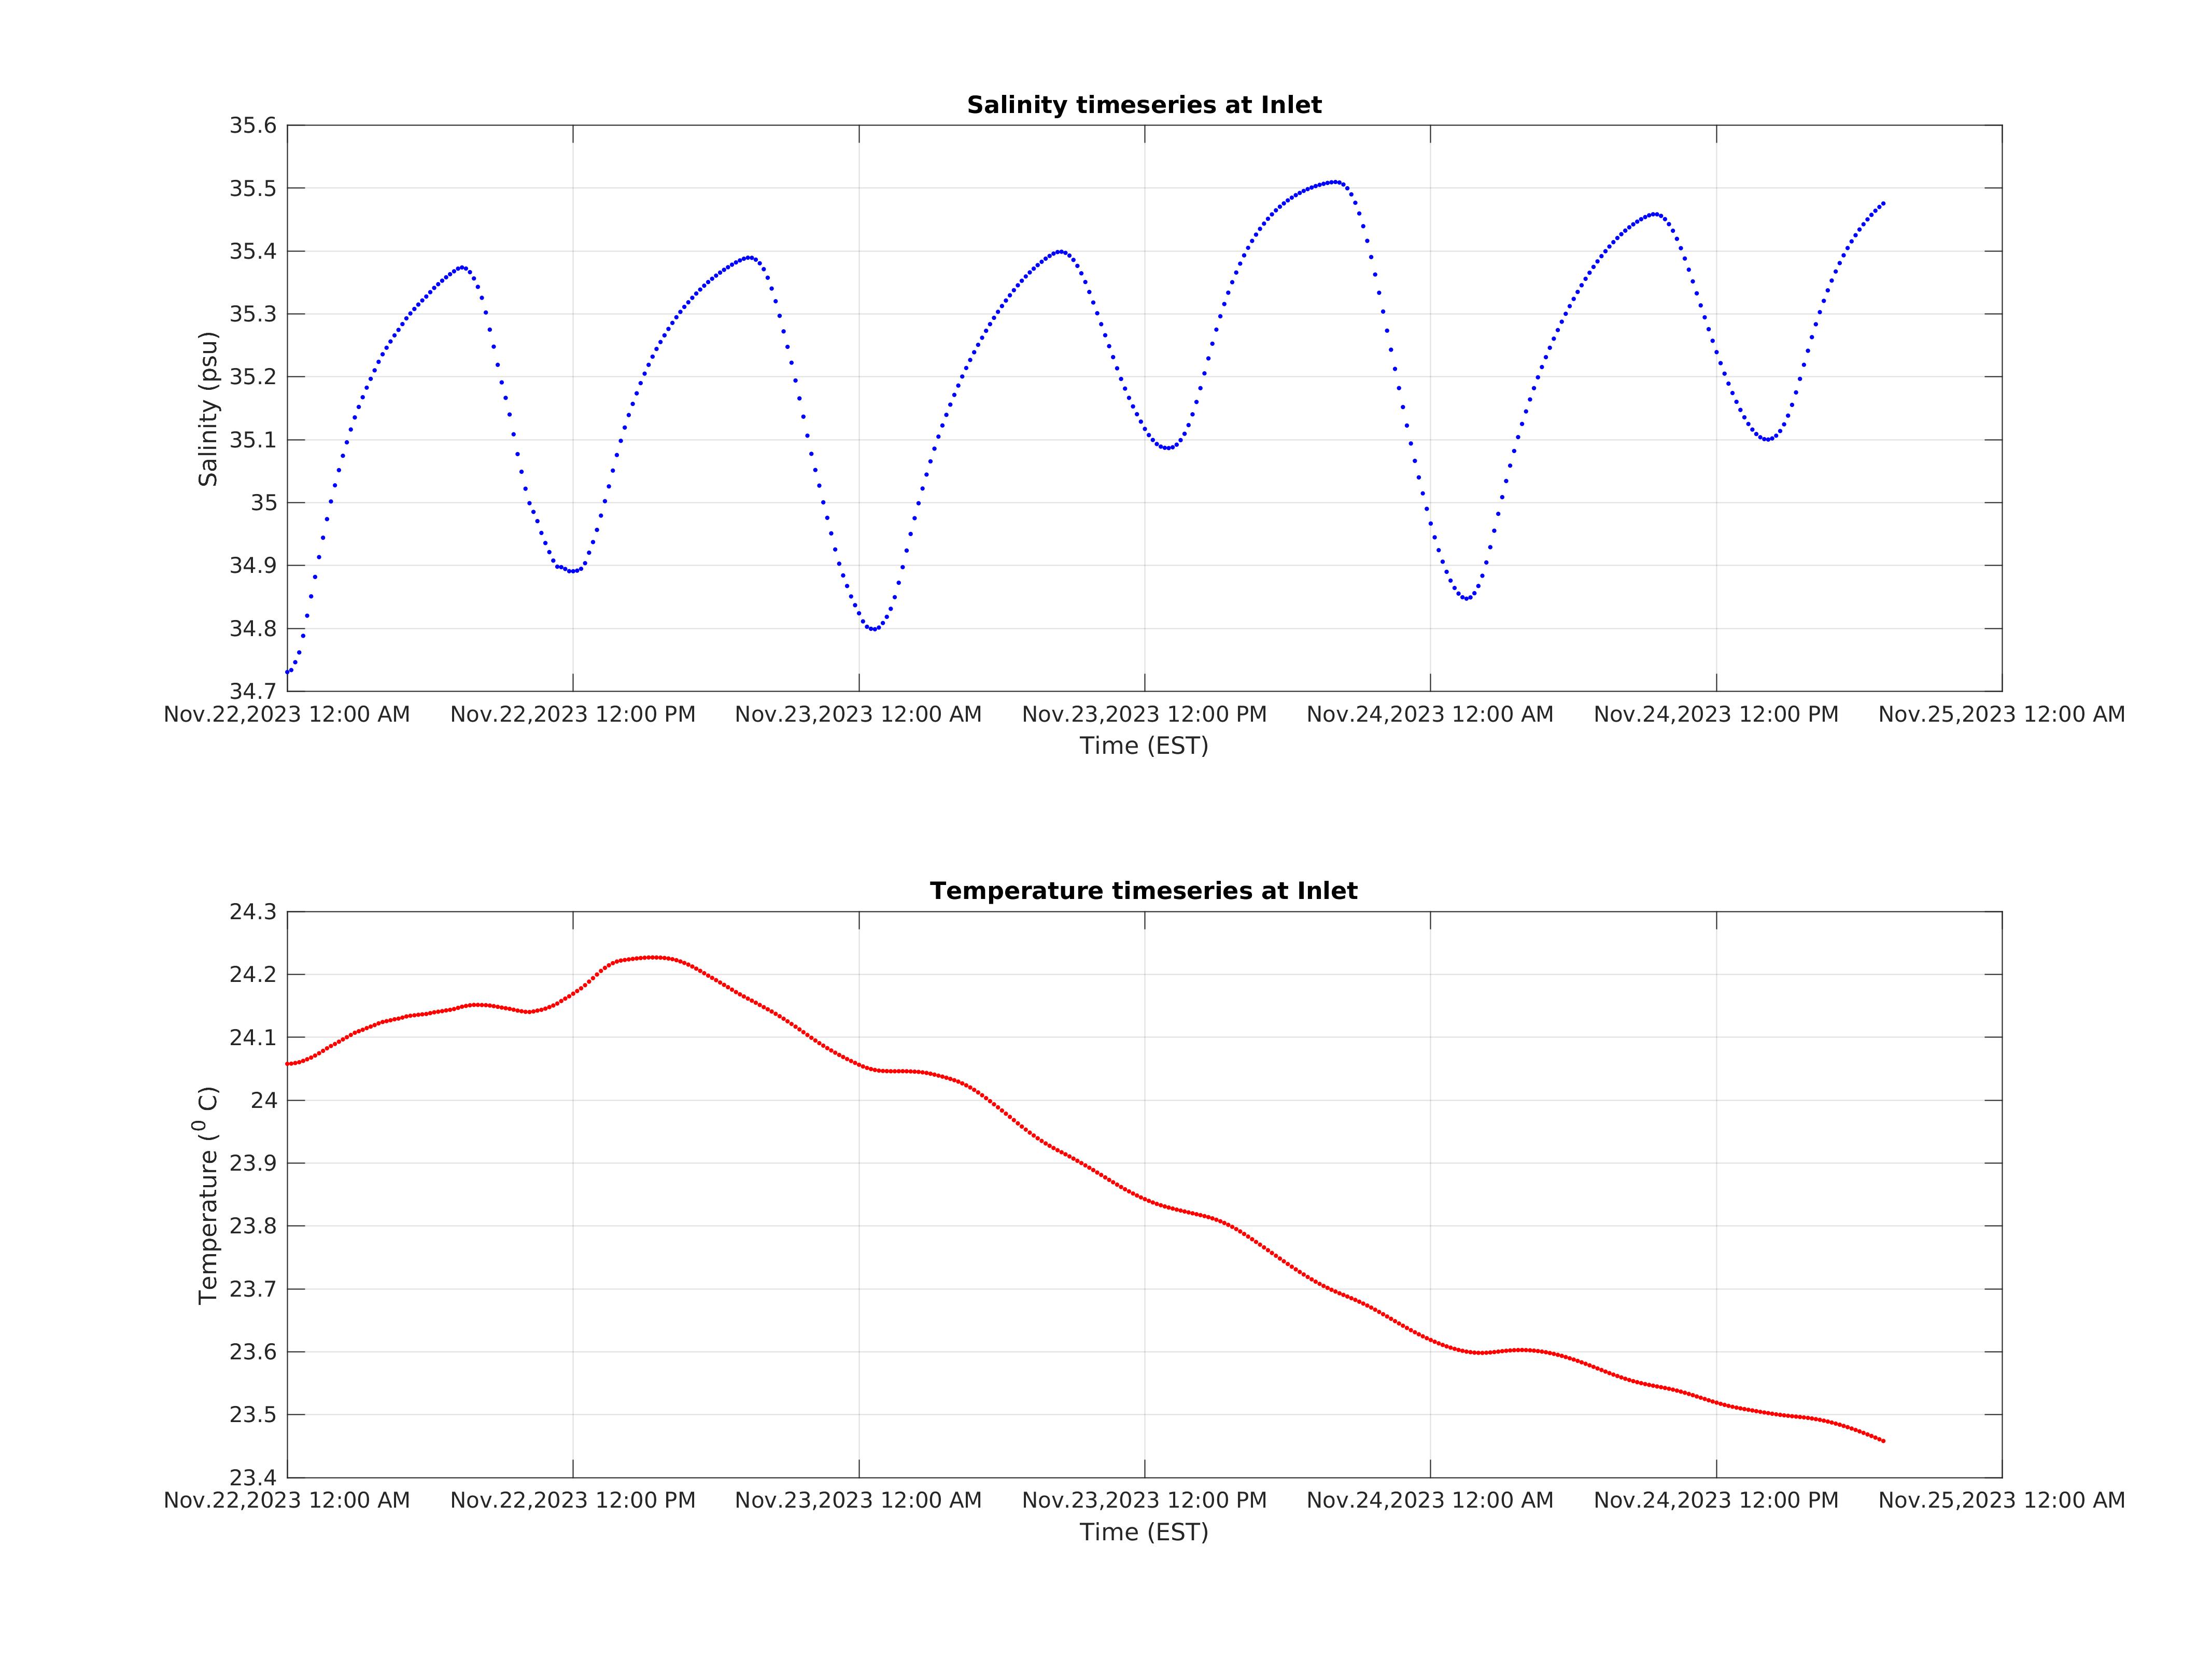 Salinity timeseries at Inlet
35.6
35.5
35.4
35.3
35.2
35.1
35
34.9
34.8
34.7
Salinity (psu)
Nov.22,2023 12:00 AM Nov.22,2023 12:00 PM Nov.23,2023 12:00 AM Nov.23,2023 12:00 PM Nov.24,2023 12:00 AM Nov.24,2023 12:00 PM Nov.25,2023 12:00 AM
Time (EST)
Temperature timeseries at Inlet
24.3
24.2
24.1
24
23.9
23.8
23.7
23.6
23.5
23.4
Temperature (⁰ C)
Nov.22,2023 12:00 AM Nov.22,2023 12:00 PM Nov.23,2023 12:00 AM Nov.23,2023 12:00 PM Nov.24,2023 12:00 AM Nov.24,2023 12:00 PM Nov.25,2023 12:00 AM
Time (EST)